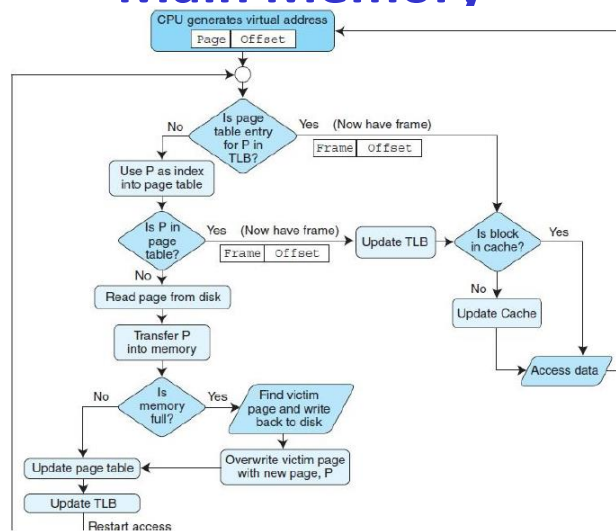 Main Memory
CPU generates virtual address
Page Offset
Is page
table entry
for P in
TLB?
No
Yes (Now have frame)
Frame Offset
Use P as index
into page table
Is P in
page
table?
Yes (Now have frame)
Frame Offset
Update TLB
Is block
in cache?
Yes
No
Read page from disk
No
Update Cache
Transfer P
into memory
Access data
Is
memory
full?
No
Yes
Find victim
page and write
back to disk
Update page table
Overwrite victim page
with new page, P
Update TLB
Restart access